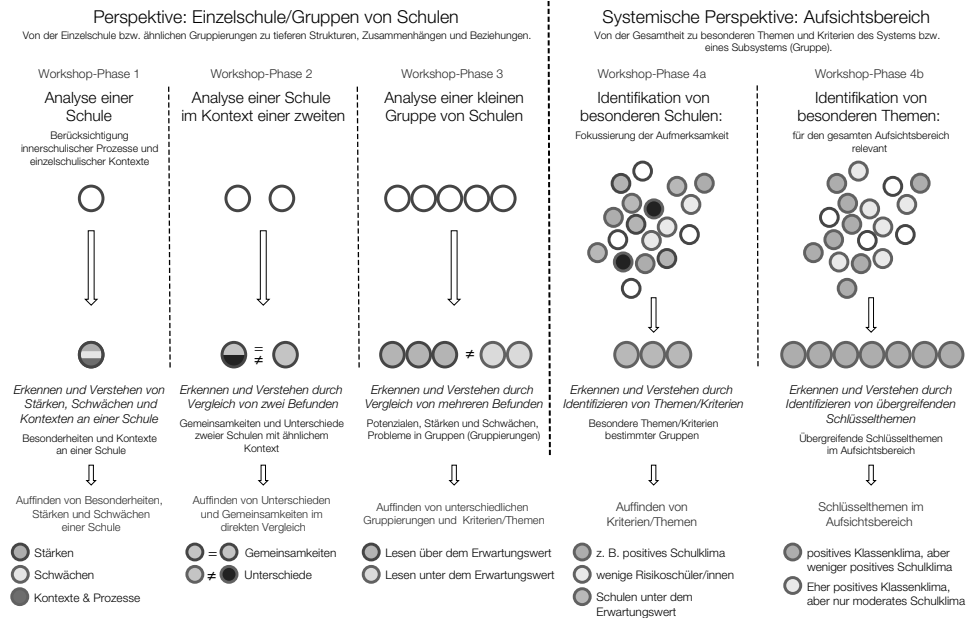 Perspektive: Einzelschule/Gruppen von Schulen
Von der Einzelschule bzw. ähnlichen Gruppierungen zu tieferen Strukturen, Zusammenhängen und Beziehungen.
Systemische Perspektive: Aufsichtsbereich
Von der Gesamtheit zu besonderen Themen und Kriterien des Systems bzw.
eines Subsystems (Gruppe).
Workshop-Phase 1
Analyse einer
Schule
Berücksichtigung
innerschulischer Prozesse und
einzelschulischer Kontexte
Erkennen und Verstehen von
Stärken, Schwächen und
Kontexten an einer Schule
Besonderheiten und Kontexte
an einer Schule
Auffinden von Besonderheiten,
Stärken und Schwächen
einer Schule
Stärken
Schwächen
Kontexte & Prozesse
Workshop-Phase 2
Analyse einer Schule
im Kontext einer zweiten
=
≠
Erkennen und Verstehen durch
Vergleich von zwei Befunden
Gemeinsamkeiten und Unterschiede
zweier Schulen mit ähnlichem
Kontext
Auffinden von Unterschieden
und Gemeinsamkeiten im
direkten Vergleich
= Gemeinsamkeiten
≠ Unterschiede
Workshop-Phase 3
Analyse einer kleinen
Gruppe von Schulen
≠
Erkennen und Verstehen durch
Vergleich von mehreren Befunden
Potenzialen, Stärken und Schwächen,
Probleme in Gruppen (Gruppierungen)
Auffinden von unterschiedlichen
Gruppierungen und Kriterien/Themen
Lesen über dem Erwartungswert
Lesen unter dem Erwartungswert
Workshop-Phase 4a
Identifikation von
besonderen Schulen:
Fokussierung der Aufmerksamkeit
Erkennen und Verstehen durch
Identifizieren von Themen/Kriterien
Besondere Themen/Kriterien
bestimmter Gruppen
Auffinden von
Kriterien/Themen
z. B. positives Schulklima
wenige Risikoschüler/innen
Schulen unter dem
Erwartungswert
Workshop-Phase 4b
Identifikation von
besonderen Themen:
für den gesamten Aufsichtsbereich
relevant
Erkennen und Verstehen durch
Identifizieren von übergreifenden
Schlüsselthemen
Übergreifende Schlüsselthemen
im Aufsichtsbereich
Schlüsselthemen im
Aufsichtsbereich
positives Klassenklima, aber
weniger positives Schulklima
Eher positives Klassenklima,
aber nur moderates Schulklima